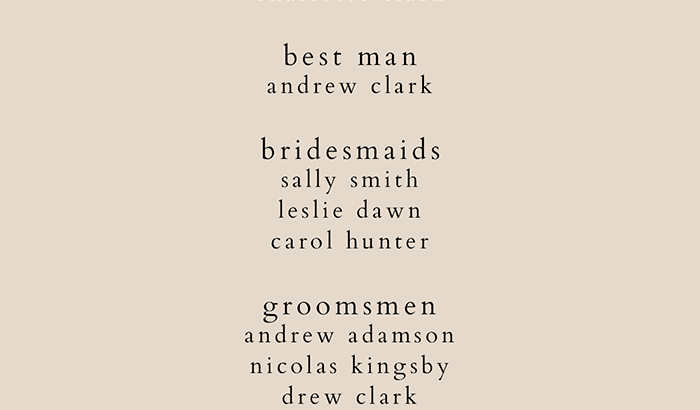 best man
andrew clark
bridesmaids
sally smith
leslie dawn
carol hunter
groomsmen
andrew adamson
nicolas kingsby
drew clark